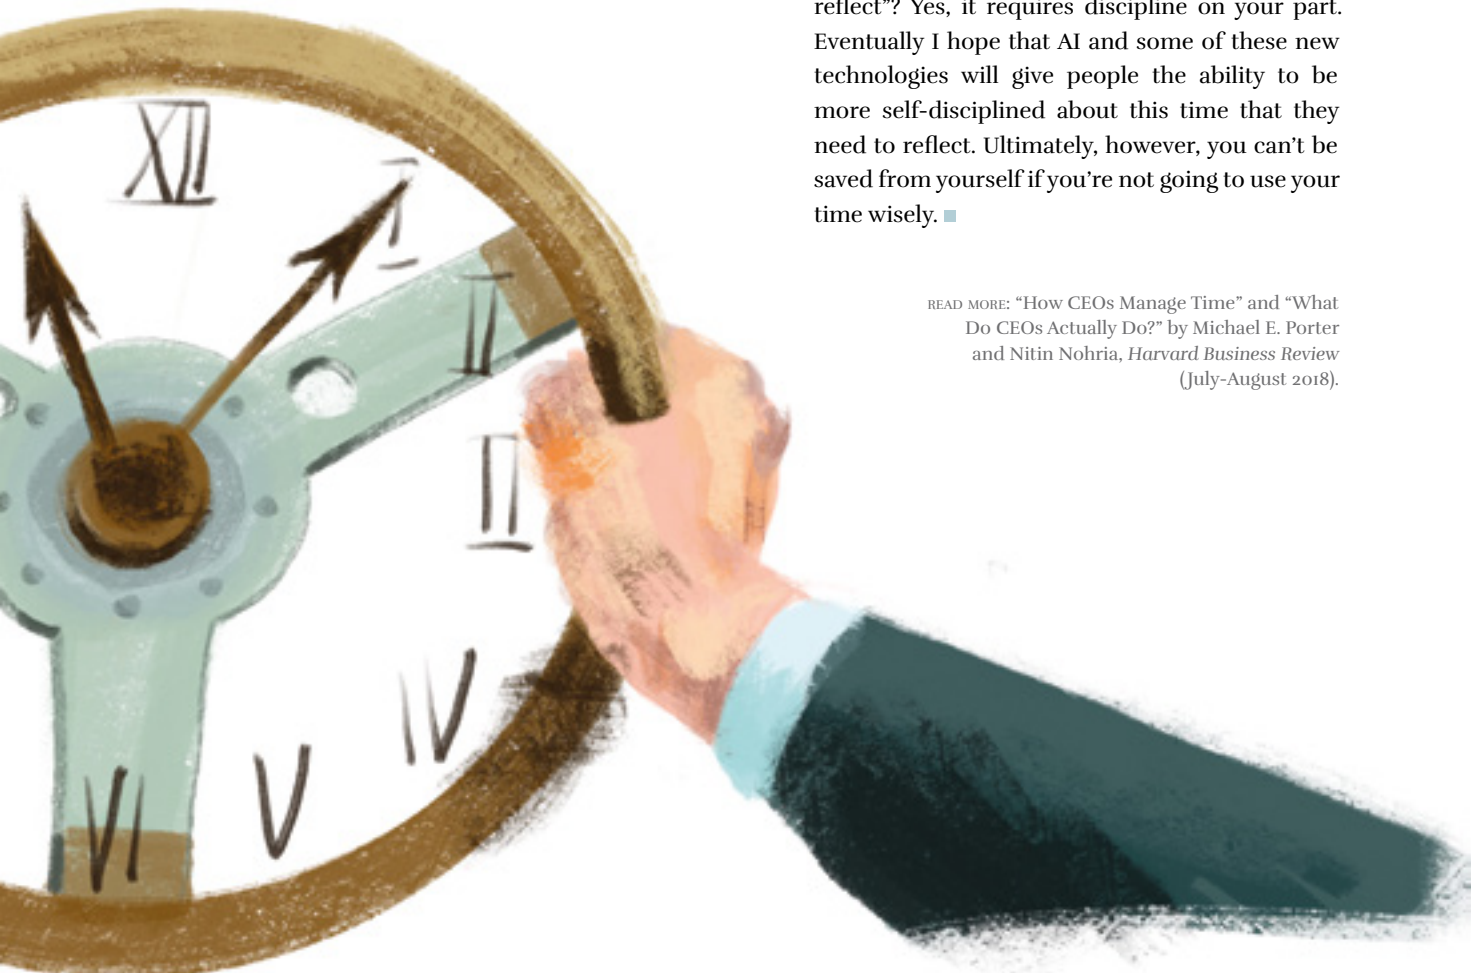 reflect”? Yes, it requires discipline on your part.
Eventually I hope that AI and some of these new
technologies will give people the ability to be
more self-disciplined about this time that they
need to reflect. Ultimately, however, you can’t be
saved from yourself if you’re not going to use your
time wisely.
READ MORE: “How CEOs Manage Time” and “What
Do CEOs Actually Do?” by Michael E. Porter
and Nitin Nohria, Harvard Business Review
(July-August 2018).
XII
I
II
II
IV
V
VI